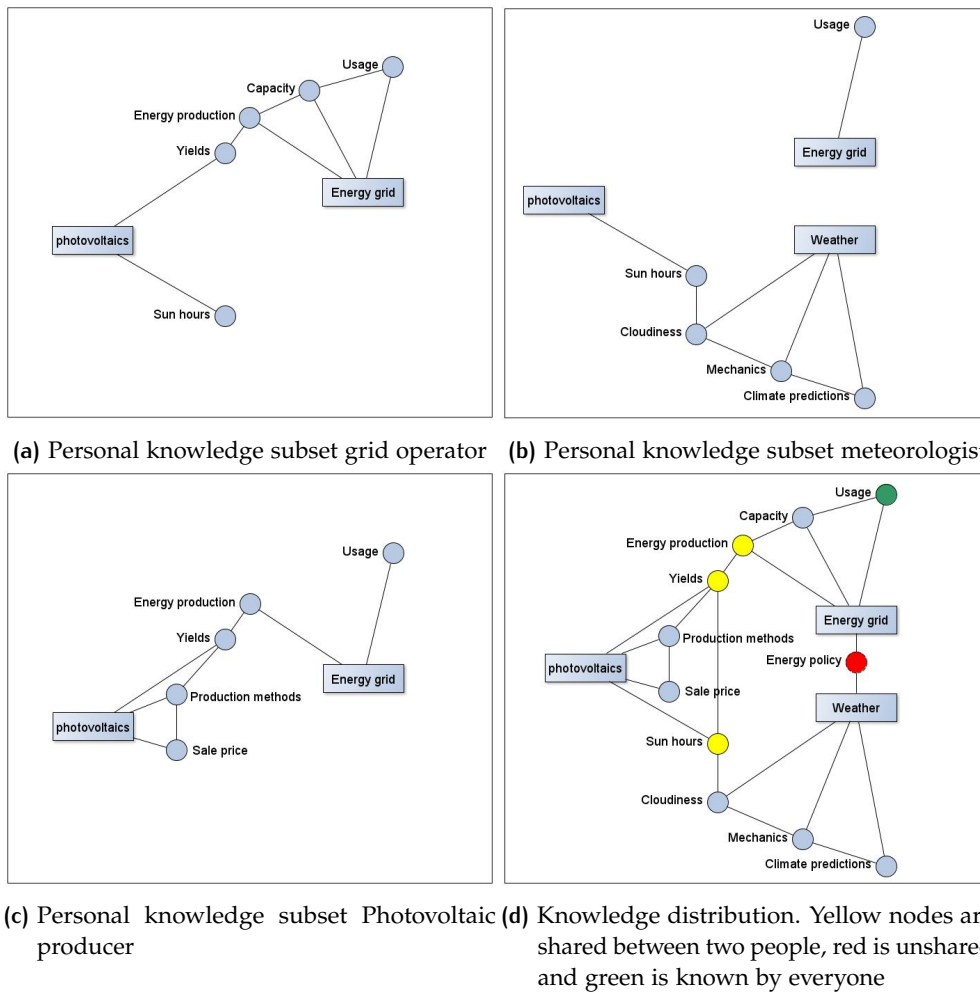 Usage
Capacity
Energy production
Yields
Energy grid
photovoltaics
Sun hours
(a) Personal knowledge subset grid operator
Usage
Energy grid
photovoltaics
Weather
Sun hours
Cloudiness
Mechanics
Climate predictions
(b) Personal knowledge subset meteorologis
Usage
Energy production
Yields
Energy grid
Production methods
photovoltaics
Sale price
(c) Personal knowledge subset Photovoltaic
producer
Usage
Capacity
Energy production
Yields
Energy grid
Production methods
photovoltaics
Energy policy
Sale price
Weather
Sun hours
Cloudiness
Mechanics
Climate predictions
(d) Knowledge distribution. Yellow nodes ar
shared between two people, red is unshare
and green is known by everyone